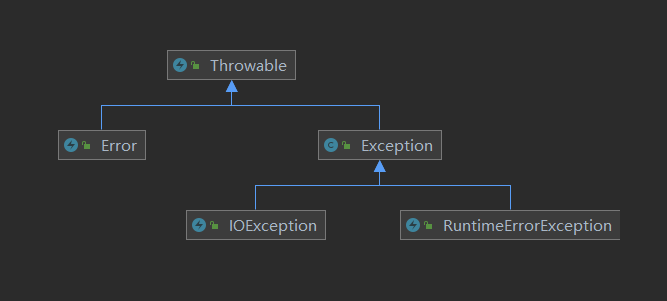 Throwable
Error
Exception
IOException
RuntimeErrorException